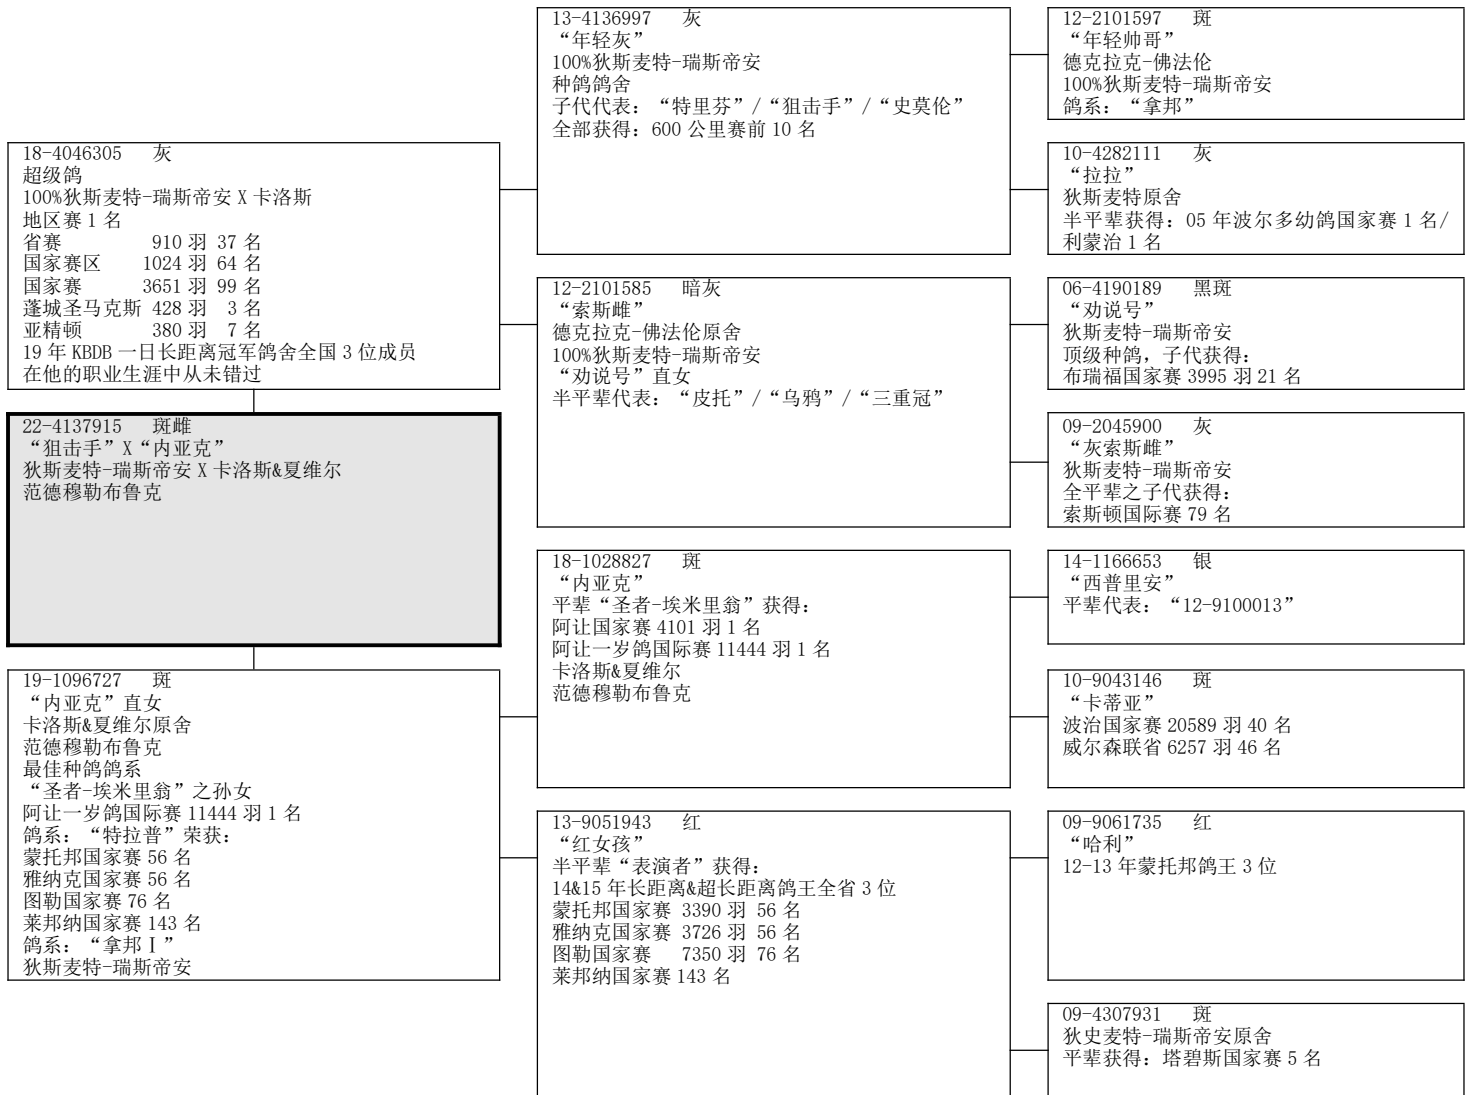 18-4046305 灰
超级鸽
100%狄斯麦特-瑞斯帝安 X 卡洛斯
地区赛 1 名
省赛 910 羽 37 名
国家赛区 1024 羽 64 名
国家赛 3651 羽 99 名
蓬城圣马克斯 428 羽 3 名
亚精顿 380 羽 7 名
19 年 KBDB 一日长距离冠军鸽舍全国 3 位成员
在他的职业生涯中从未错过
22-4137915 斑雌
“狙击手”X“内亚克”
狄斯麦特-瑞斯帝安 X 卡洛斯&夏维尔
范德穆勒布鲁克
19-1096727 斑
“内亚克”直女
卡洛斯&夏维尔原舍
范德穆勒布鲁克
最佳种鸽鸽系
“圣者-埃米里翁”之孙女
阿让一岁鸽国际赛 11444 羽 1 名
鸽系：“特拉普”荣获：
蒙托邦国家赛 56 名
雅纳克国家赛 56 名
图勒国家赛 76 名
莱邦纳国家赛 143 名
鸽系：“拿邦Ⅰ”
狄斯麦特-瑞斯帝安
13-4136997 灰
“年轻灰”
100%狄斯麦特-瑞斯帝安
种鸽鸽舍
子代代表：“特里芬”/“狙击手”/“史莫伦”
全部获得：600 公里赛前 10 名
12-2101585 暗灰
“索斯雌”
德克拉克-佛法伦原舍
100%狄斯麦特-瑞斯帝安
“劝说号”直女
半平辈代表：“皮托”/“乌鸦”/“三重冠”
18-1028827 斑
“内亚克”
平辈“圣者-埃米里翁”获得：
阿让国家赛 4101 羽 1 名
阿让一岁鸽国际赛 11444 羽 1 名
卡洛斯&夏维尔
范德穆勒布鲁克
13-9051943 红
“红女孩”
半平辈“表演者”获得：
14&15 年长距离&超长距离鸽王全省 3 位
蒙托邦国家赛 3390 羽 56 名
雅纳克国家赛 3726 羽 56 名
图勒国家赛 7350 羽 76 名
莱邦纳国家赛 143 名
12-2101597 斑
“年轻帅哥”
德克拉克-佛法伦
100%狄斯麦特-瑞斯帝安
鸽系：“拿邦”
10-4282111 灰
“拉拉”
狄斯麦特原舍
半平辈获得：05 年波尔多幼鸽国家赛 1 名/
利蒙治 1 名
06-4190189 黑斑
“劝说号”
狄斯麦特-瑞斯帝安
顶级种鸽，子代获得：
布瑞福国家赛 3995 羽 21 名
09-2045900 灰
“灰索斯雌”
狄斯麦特-瑞斯帝安
全平辈之子代获得：
索斯顿国际赛 79 名
14-1166653 银
“西普里安”
平辈代表：“12-9100013”
10-9043146 斑
“卡蒂亚”
波治国家赛 20589 羽 40 名
威尔森联省 6257 羽 46 名
09-9061735 红
“哈利”
12-13 年蒙托邦鸽王 3 位
09-4307931 斑
狄史麦特-瑞斯帝安原舍
平辈获得：塔碧斯国家赛 5 名